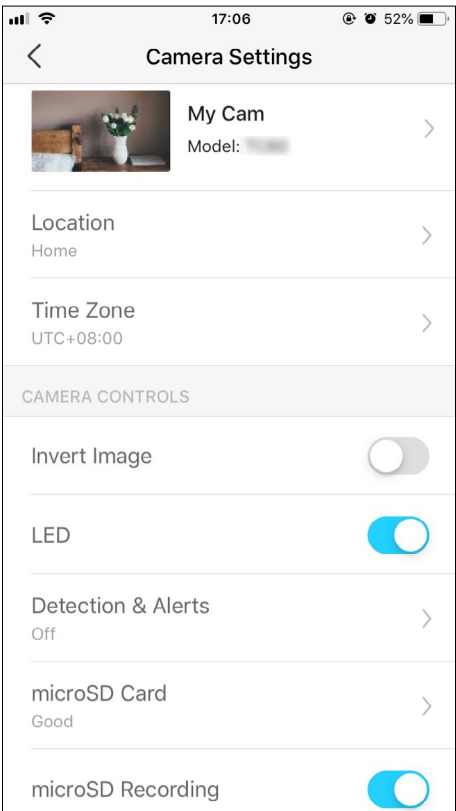 17:06
52%
Camera Settings
My Cam
Model:
Location
Home
Time Zone
UTC+08:00
CAMERA CONTROLS
Invert Image
LED
Detection & Alerts
Off
microSD Card
Good
microSD Recording